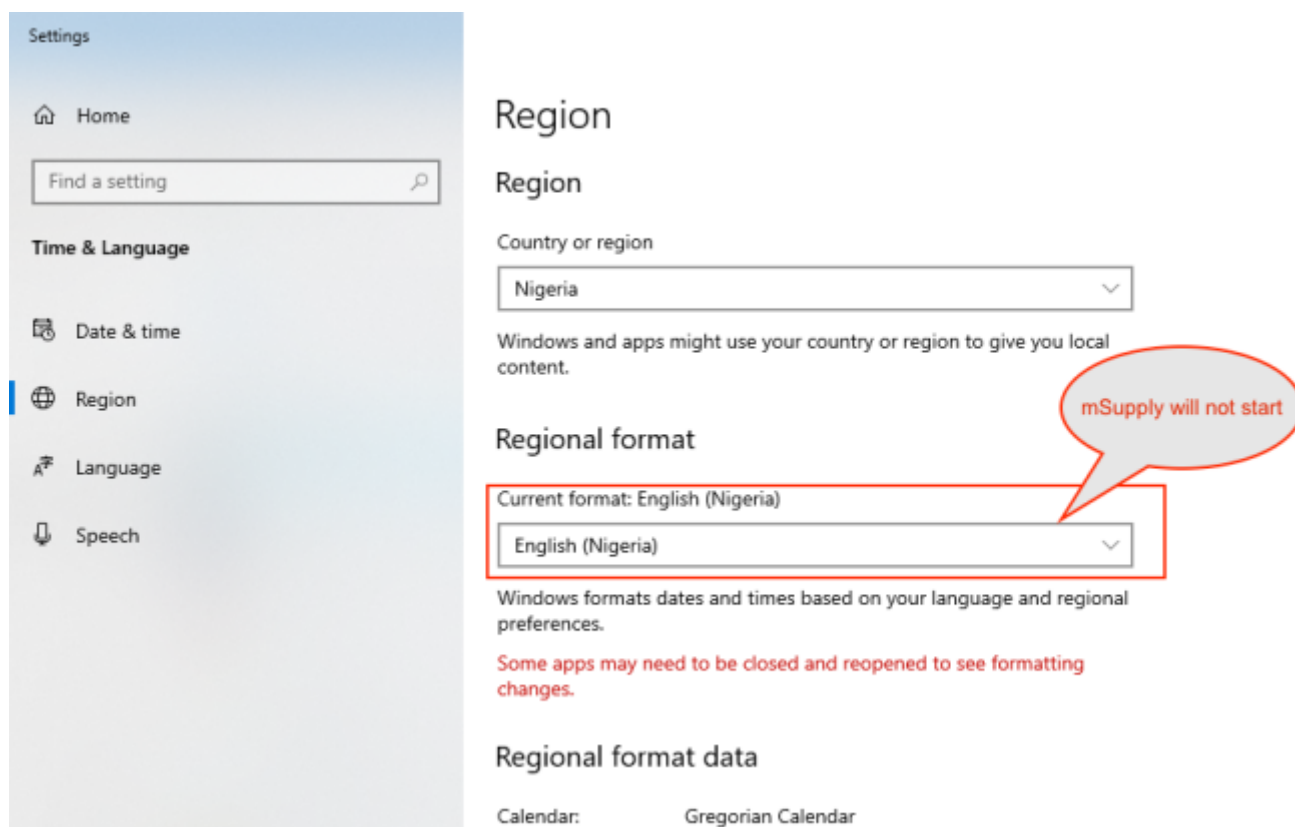 Settings
Home
Find a setting
Time & Language
Date & time
Region
Language
Speech
Region
Region
Country or region
Nigeria
Windows and apps might use your country or region to give you local
content.
mSupply will not start
Regional format
Current format: English (Nigeria)
English (Nigeria)
Windows formats dates and times based on your language and regional
preferences.
Some apps may need to be closed and reopened to see formatting
changes.
Regional format data
Calendar: Gregorian Calendar